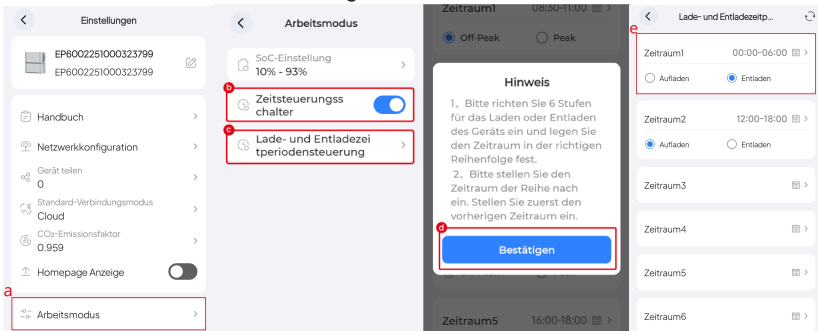 Einstellungen
EP6002251000323799
EP6002251000323799
Handbuch
Netzwerkkonfiguration
Gerät teilen
0
Standard-Verbindungsmodus
Cloud
CO₂-Emissionsfaktor
0.959
Homepage Anzeige
a
Arbeitsmodus
Arbeitsmodus
SoC-Einstellung
10% - 93%
b
Zeitsteuerungss
chalter
c
Lade- und Entladezei
tperiodensteuerung
Zeitraum1 08:30-11:00
Off-Peak Peak
Hinweis
1、Bitte richten Sie 6 Stufen
für das Laden oder Entladen
des Geräts ein und legen Sie
den Zeitraum in der richtigen
Reihenfolge fest.
2、Bitte stellen Sie den
Zeitraum der Reihe nach
ein. Stellen Sie zuerst den
vorherigen Zeitraum ein.
d
Bestätigen
Zeitraum5 16:00-18:00
Lade- und Entladezeitp...
e
Zeitraum1 00:00-06:00
Aufladen Entladen
Zeitraum2 12:00-18:00
Aufladen Entladen
Zeitraum3
Zeitraum4
Zeitraum5
Zeitraum6